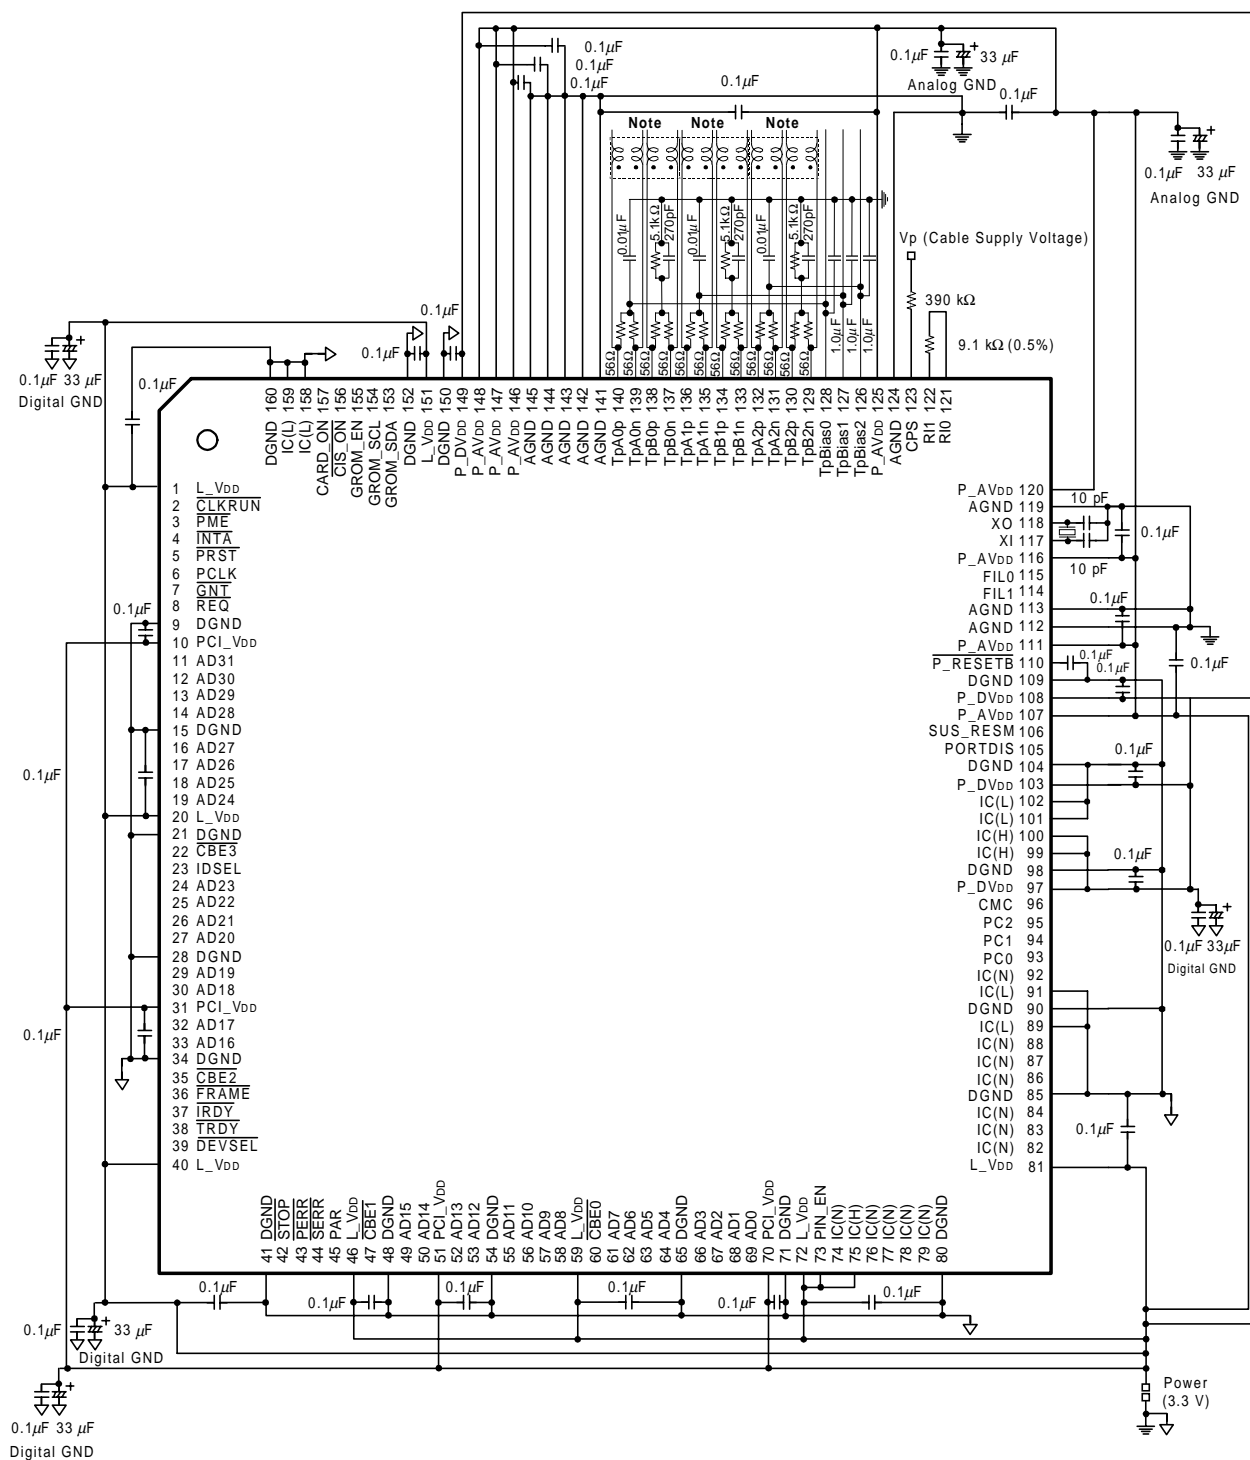 0.1μF
0.1μF
0.1μF
0.1μF
0.1μF 33 μF
Analog GND
0.1μF
0.1μF 33 μF
Analog GND
Note Note Note
0.01μF
5.1kΩ
270pF
0.01μF
5.1kΩ
270pF
0.01μF
5.1kΩ
270pF
1.0μF
1.0μF
1.0μF
Vp (Cable Supply Voltage)
390 kΩ
9.1 kΩ (0.5%)
0.1μF
0.1μF
0.1μF 33 μF
Digital GND
0.1μF
56Ω
56Ω
56Ω
56Ω
56Ω
56Ω
56Ω
56Ω
56Ω
56Ω
56Ω
56Ω
DGND 160
IC(L) 159
IC(L) 158
CARD_ON 157
CIS_ON 156
GROM_EN 155
GROM_SCL 154
GROM_SDA 153
DGND 152
L_VDD 151
DGND 150
P_DVDD 149
P_AVDD 148
P_AVDD 147
P_AVDD 146
AGND 145
AGND 144
AGND 143
AGND 142
AGND 141
TpA0p 140
TpA0n 139
TpB0p 138
TpB0n 137
TpA1p 136
TpA1n 135
TpB1p 134
TpB1n 133
TpA2p 132
TpA2n 131
TpB2p 130
TpB2n 129
TpBias0 128
TpBias1 127
TpBias2 126
P_AVDD 125
AGND 124
CPS 123
RI1 122
RI0 121
1 L_VDD
2 CLKRUN
3 PME
4 INTA
5 PRST
6 PCLK
7 GNT
8 REQ
9 DGND
10 PCI_VDD
11 AD31
12 AD30
13 AD29
14 AD28
15 DGND
16 AD27
17 AD26
18 AD25
19 AD24
20 L_VDD
21 DGND
22 CBE3
23 IDSEL
24 AD23
25 AD22
26 AD21
27 AD20
28 DGND
29 AD19
30 AD18
31 PCI_VDD
32 AD17
33 AD16
34 DGND
35 CBE2
36 FRAME
37 IRDY
38 TRDY
39 DEVSEL
40 L_VDD
0.1μF
0.1μF
0.1μF
P_AVDD 120
AGND 119
XO 118
XI 117
P_AVDD 116
FIL0 115
FIL1 114
AGND 113
AGND 112
P_AVDD 111
P_RESETB 110
DGND 109
P_DVDD 108
P_AVDD 107
SUS_RESM 106
PORTDIS 105
DGND 104
P_DVDD 103
IC(L) 102
IC(L) 101
IC(H) 100
IC(H) 99
DGND 98
P_DVDD 97
CMC 96
PC2 95
PC1 94
PC0 93
IC(N) 92
IC(L) 91
DGND 90
IC(L) 89
IC(N) 88
IC(N) 87
IC(N) 86
DGND 85
IC(N) 84
IC(N) 83
IC(N) 82
L_VDD 81
10 pF
0.1μF
10 pF
0.1μF
0.1μF
0.1μF
0.1μF
0.1μF
0.1μF
0.1μF 33μF
Digital GND
0.1μF
41 DGND
42 STOP
43 PERR
44 SERR
45 PAR
46 L_VDD
47 CBE1
48 DGND
49 AD15
50 AD14
51 PCI_VDD
52 AD13
53 AD12
54 DGND
55 AD11
56 AD10
57 AD9
58 AD8
59 L_VDD
60 CBE0
61 AD7
62 AD6
63 AD5
64 AD4
65 DGND
66 AD3
67 AD2
68 AD1
69 AD0
70 PCI_VDD
71 DGND
72 L_VDD
73 PIN_EN
74 IC(N)
75 IC(H)
76 IC(N)
77 IC(N)
78 IC(N)
79 IC(N)
80 DGND
0.1μF
0.1μF
0.1μF
0.1μF
0.1μF
0.1μF
0.1μF 33 μF
Digital GND
0.1μF 33 μF
Digital GND
Power
(3.3 V)